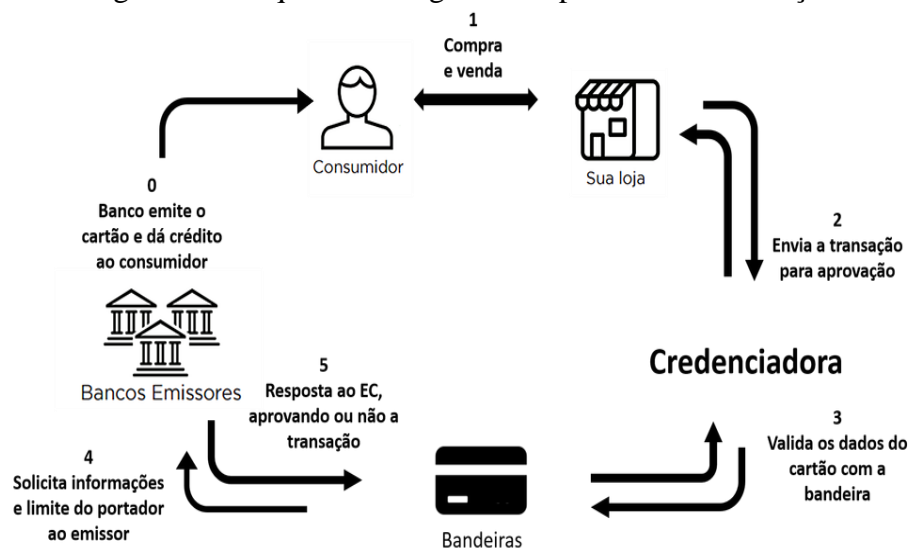 1
Compra
e venda
Consumidor
Sua loja
0
Banco emite o
cartão e dá crédito
ao consumidor
2
Envia a transação
para aprovação
Bancos Emissores
Credenciadora
5
Resposta ao EC,
aprovando ou não a
transação
3
Valida os dados do
cartão com a
bandeira
4
Solicita informações
e limite do portador
ao emissor
Bandeiras